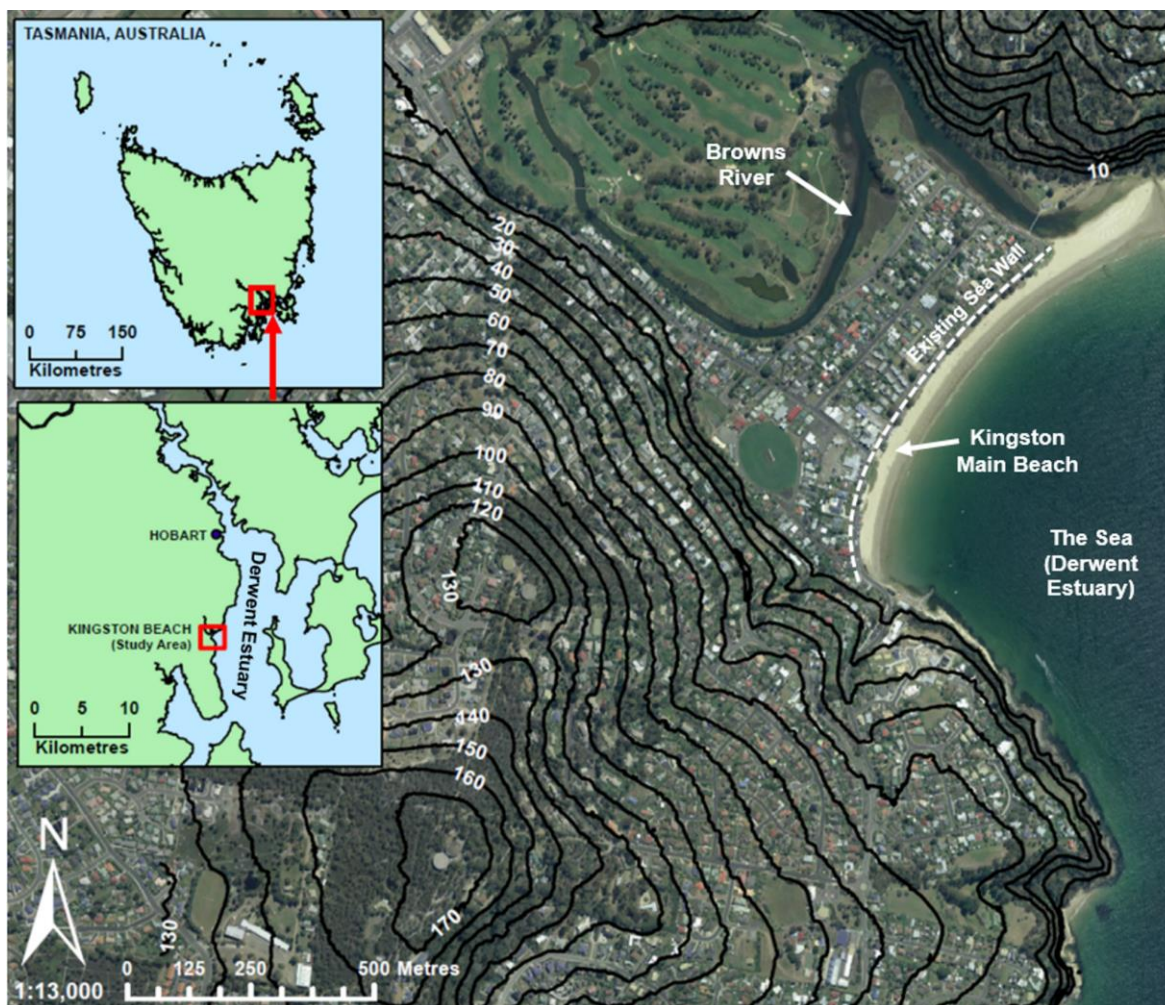 TASMANIA, AUSTRALIA
0 75 150
Kilometres
HOBART
Derwent Estuary
KINGSTON BEACH
(Study Area)
0 5 10
Kilometres
Browns
River
10
Existing Sea Wall
Kingston
Main Beach
The Sea
(Derwent
Estuary)
20
30
40
50
60
70
80
90
100
110
120
130
130
140
150
160
170
130
N
0 125 250 500 Metres
1:13,000